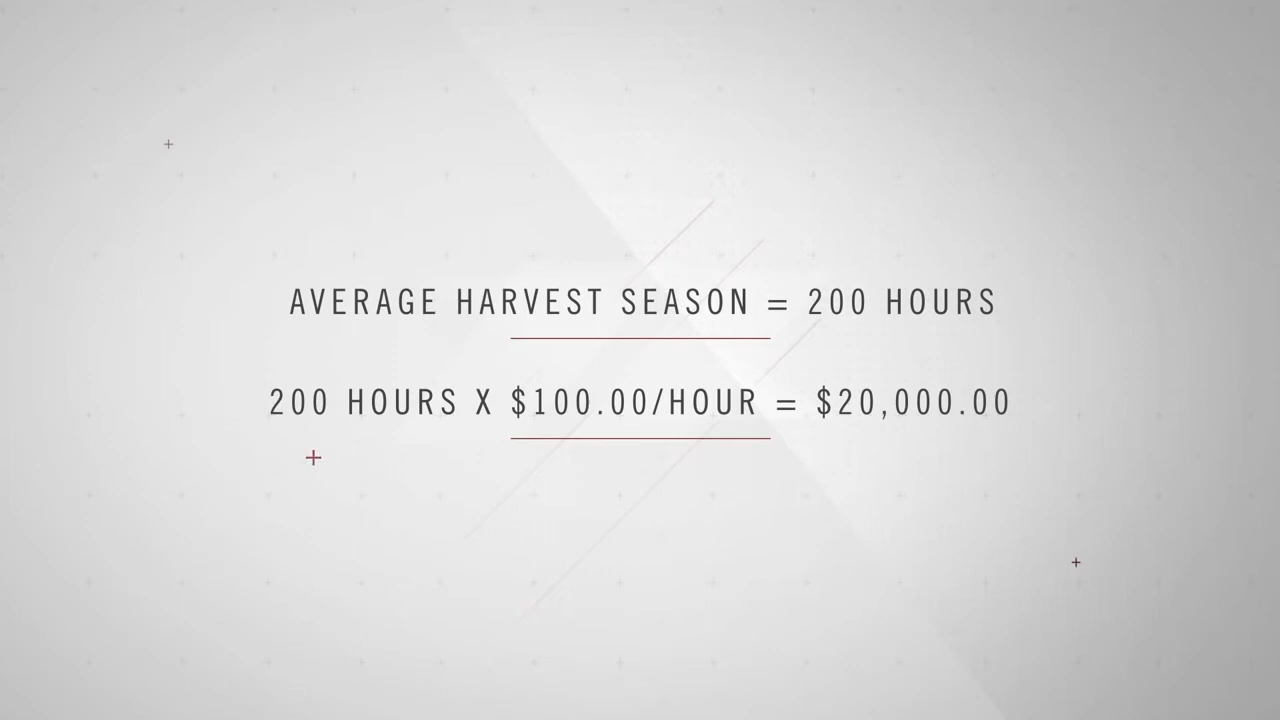 AVERAGE HARVEST SEASON = 200 HOURS
200 HOURS X $100.00/HOUR = $20,000.00